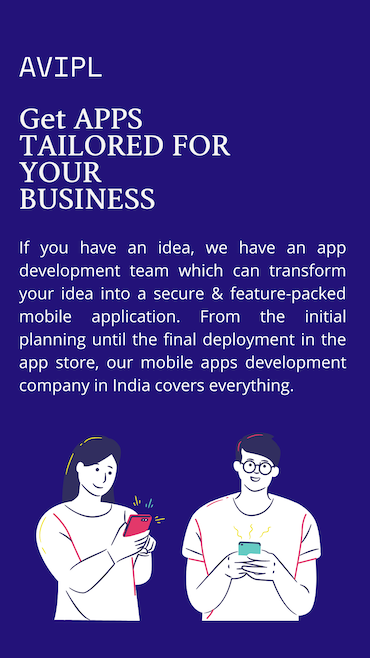 AVIPL
Get APPS
TAILORED FOR
YOUR
BUSINESS
If you have an idea, we have an app
development team which can transform
your idea into a secure & feature-packed
mobile application. From the initial
planning until the final deployment in the
app store, our mobile apps development
company in India covers everything.